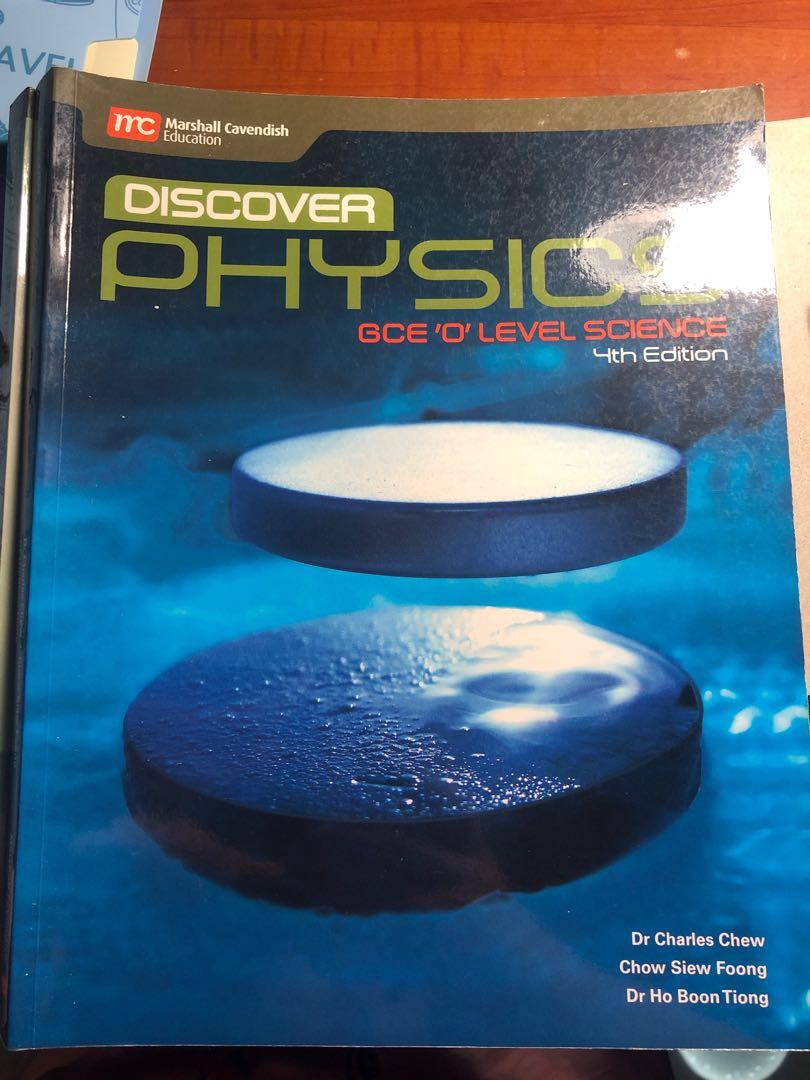 AVEL
mc Marshall Cavendish
Education
DISCOVER
PHYSICS
GCE 'O' LEVEL SCIENCE
4th Edition
Dr Charles Chew
Chow Siew Foong
Dr Ho Boon Tiong